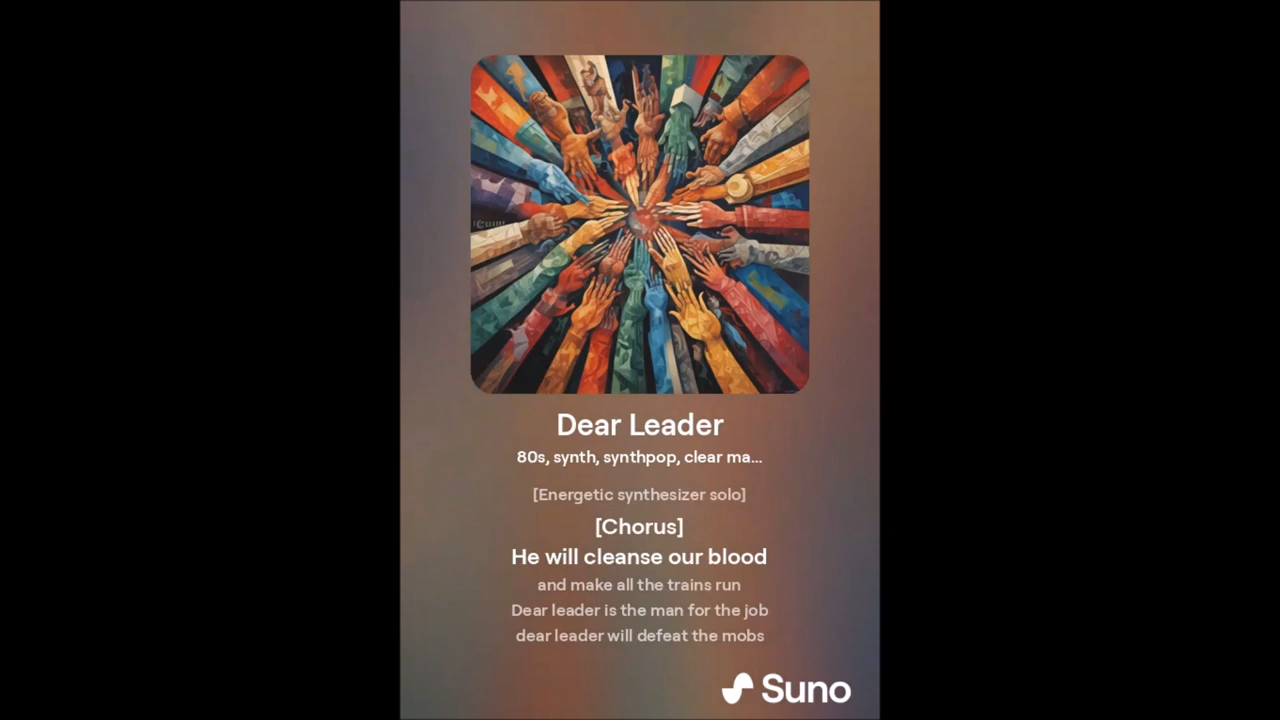 Dear Leader
80s, synth, synthpop, clear ma...
[Energetic synthesizer solo]
[Chorus]
He will cleanse our blood
and make all the trains run
Dear leader is the man for the job
dear leader will defeat the mobs
Suno